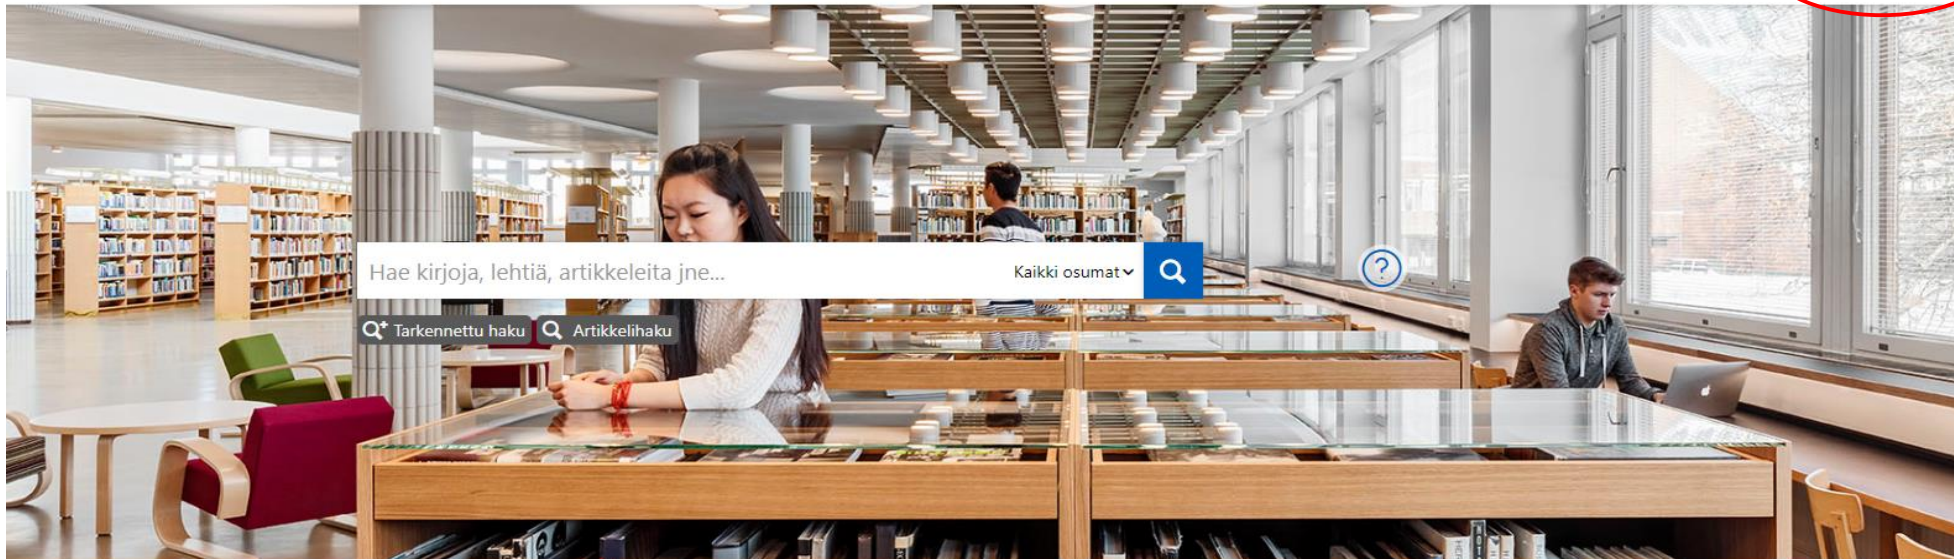 Hae kirjoja, lehtiä, artikkeleita jne... Kaikki osumat
Tarkennettu haku Artikkelihaku